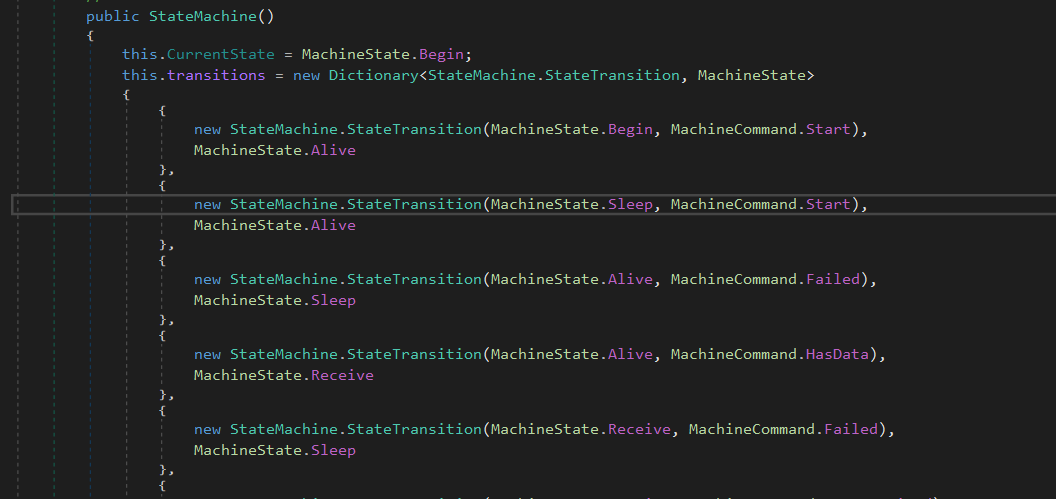 public StateMachine()
{
this.CurrentState = MachineState.Begin;
this.transitions = new Dictionary<StateMachine.StateTransition, MachineState>
{
{
new StateMachine.StateTransition(MachineState.Begin, MachineCommand.Start),
MachineState.Alive
},
{
new StateMachine.StateTransition(MachineState.Sleep, MachineCommand.Start),
MachineState.Alive
},
{
new StateMachine.StateTransition(MachineState.Alive, MachineCommand.Failed),
MachineState.Sleep
},
{
new StateMachine.StateTransition(MachineState.Alive, MachineCommand.HasData),
MachineState.Receive
},
{
new StateMachine.StateTransition(MachineState.Receive, MachineCommand.Failed),
MachineState.Sleep
},
{